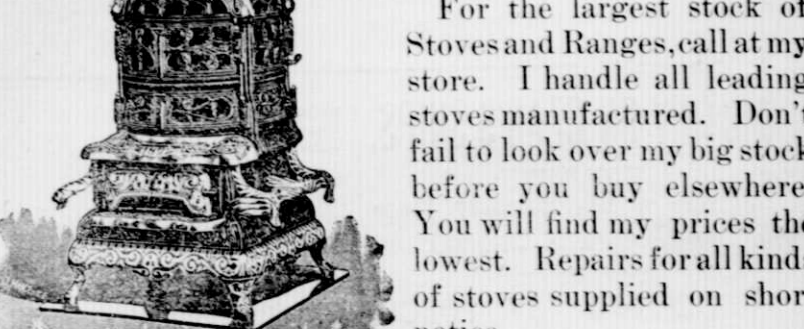 For the largest stock of
Stoves and Ranges, call at my
store. I handle all leading
stoves manufactured. Don't
fail to look over my big stock
before you buy elsewhere
You will find my prices the
lowest. Repairs for all kind
of stoves supplied on shor